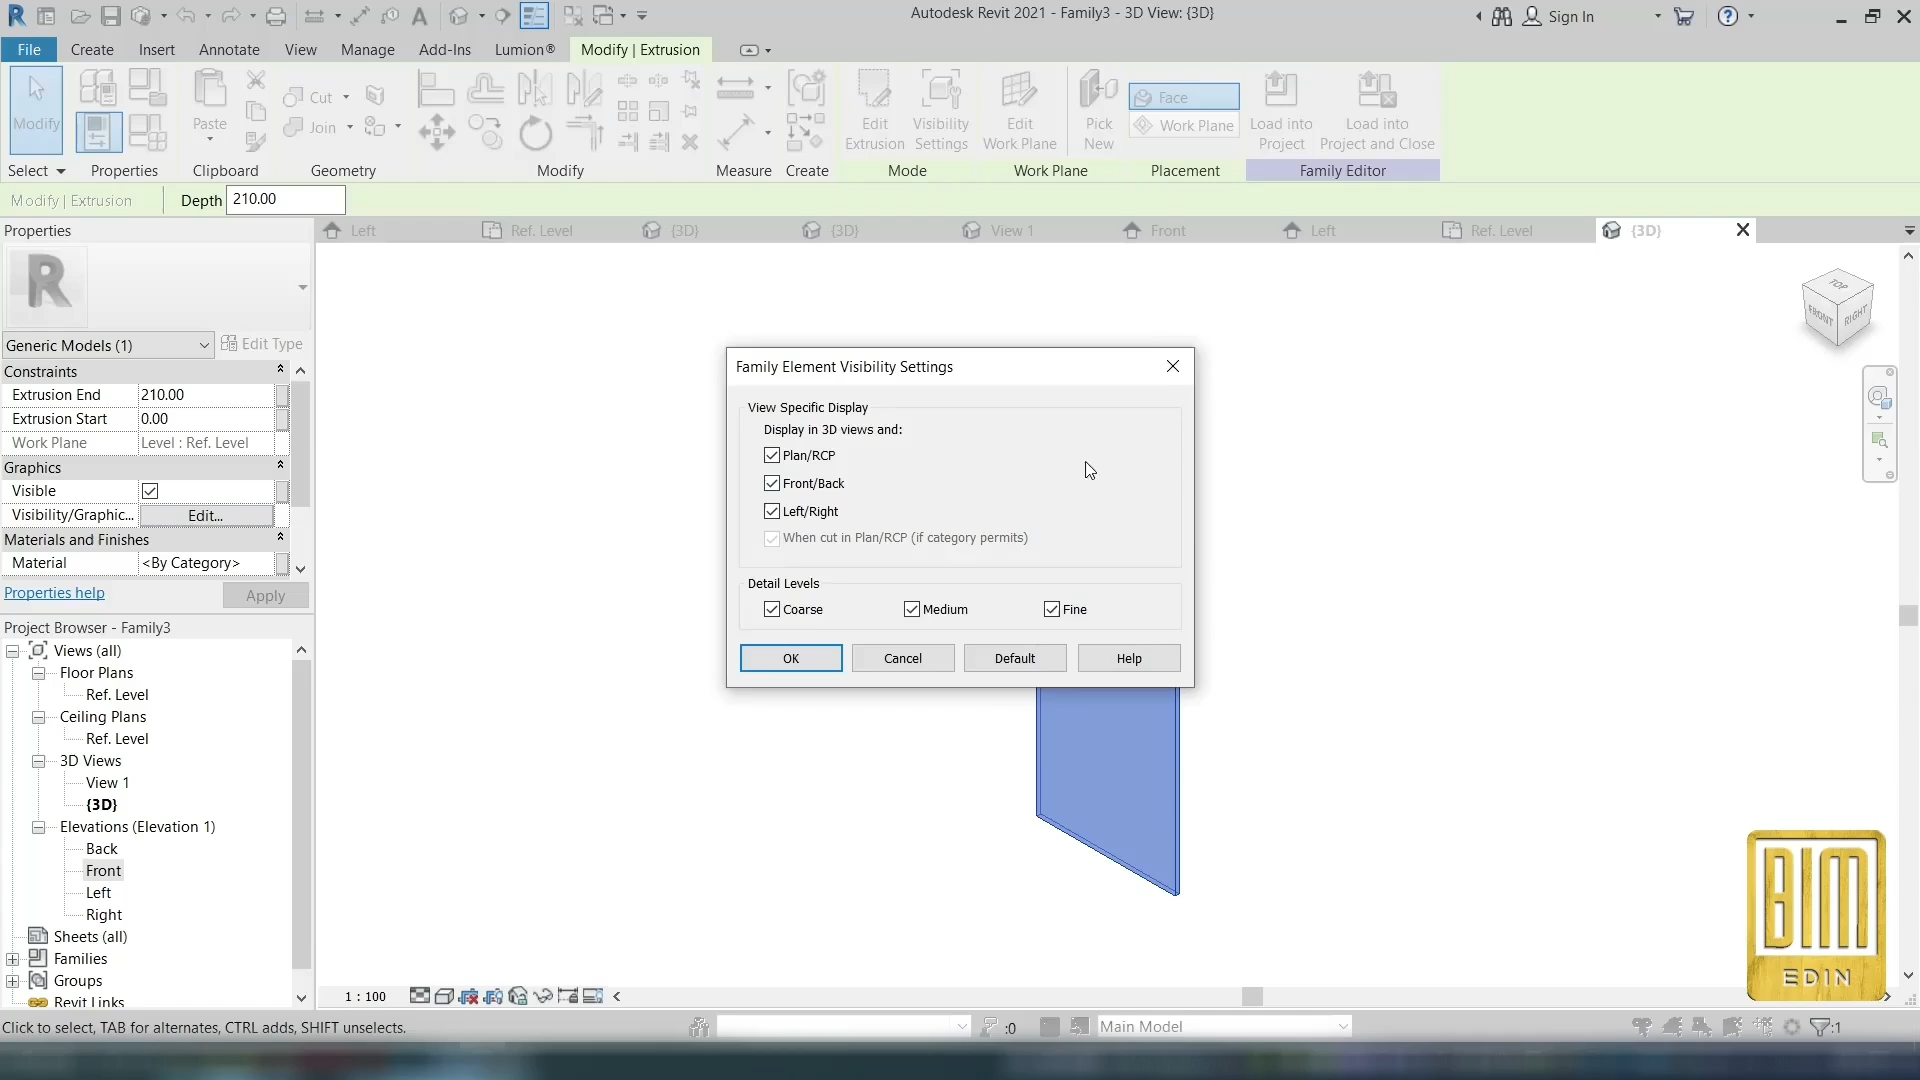 Autodesk Revit 2021 - Family3 - 3D View: {3D}
Sign In
File
Create
Insert
Annotate
View
Manage
Add-Ins
Lumion®
Modify | Extrusion
Modify
Paste
Cut
Join
Edit
Extrusion
Visibility
Settings
Edit
Work Plane
Pick
New
Face
Work Plane
Load into
Project
Load into
Project and Close
Select
Properties
Clipboard
Geometry
Modify
Measure
Create
Mode
Work Plane
Placement
Family Editor
Modify | Extrusion
Depth
210.00
Properties
Left
Ref. Level
{3D}
{3D}
View 1
Front
Left
Ref. Level
{3D}
R
TOP
FRONT
RIGHT
Generic Models (1)
Edit Type
Constraints
Extrusion End
210.00
Extrusion Start
0.00
Work Plane
Level : Ref. Level
Graphics
Visible
Visibility/Graphic...
Edit...
Materials and Finishes
Material
<By Category>
Properties help
Apply
Family Element Visibility Settings
View Specific Display
Display in 3D views and:
Plan/RCP
Front/Back
Left/Right
When cut in Plan/RCP (if category permits)
Detail Levels
Coarse
Medium
Fine
OK
Cancel
Default
Help
Project Browser - Family3
Views (all)
Floor Plans
Ref. Level
Ceiling Plans
Ref. Level
3D Views
View 1
{3D}
Elevations (Elevation 1)
Back
Front
Left
Right
Sheets (all)
Families
Groups
Revit Links
BIM
EDIN
1 : 100
Click to select, TAB for alternates, CTRL adds, SHIFT unselects.
:0
Main Model
:1